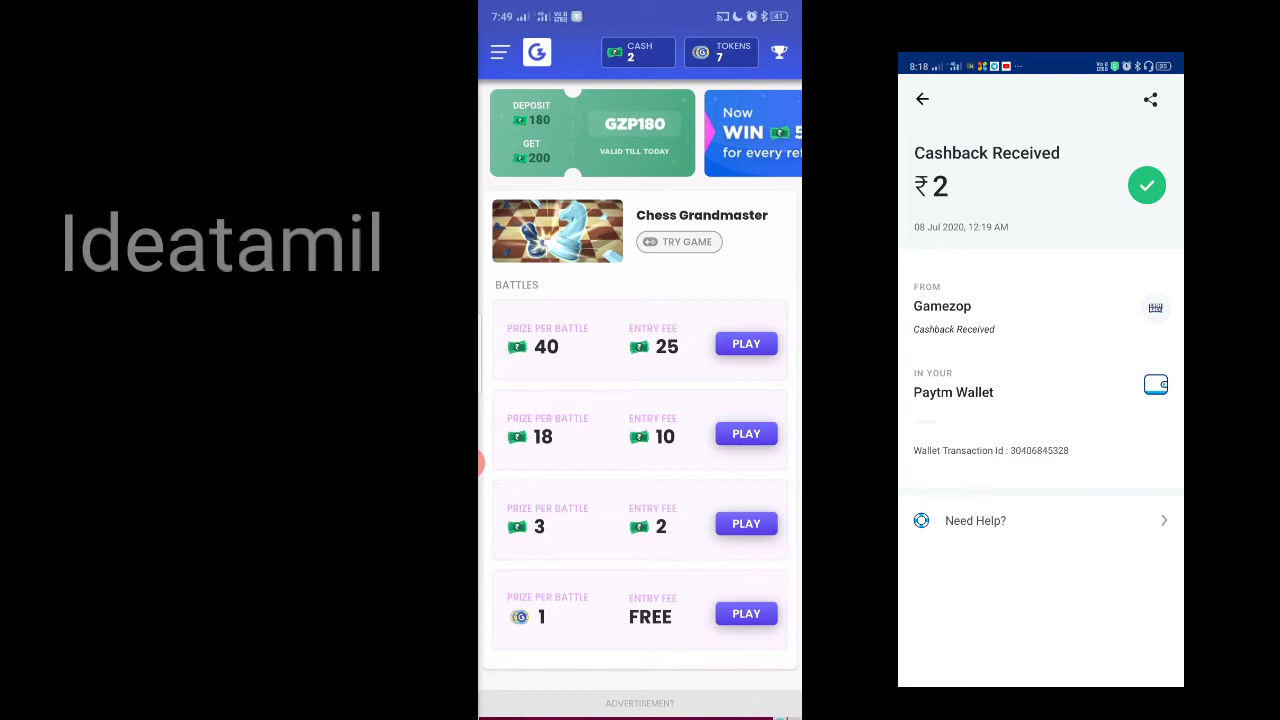 Ideatamil
7:49
41
CASH
2
TOKENS
7
DEPOSIT
180
GET
200
GZP180
VALID TILL TODAY
Now
WIN
for every ref
Chess Grandmaster
TRY GAME
BATTLES
PRIZE PER BATTLE ENTRY FEE
40 25 PLAY
PRIZE PER BATTLE ENTRY FEE
18 10 PLAY
PRIZE PER BATTLE ENTRY FEE
3 2 PLAY
PRIZE PER BATTLE ENTRY FEE
1 FREE PLAY
ADVERTISEMENT
8:18
Cashback Received
₹2
08 Jul 2020, 12:19 AM
FROM
Gamezop
Cashback Received
IN YOUR
Paytm Wallet
Wallet Transaction Id : 30406845328
Need Help?